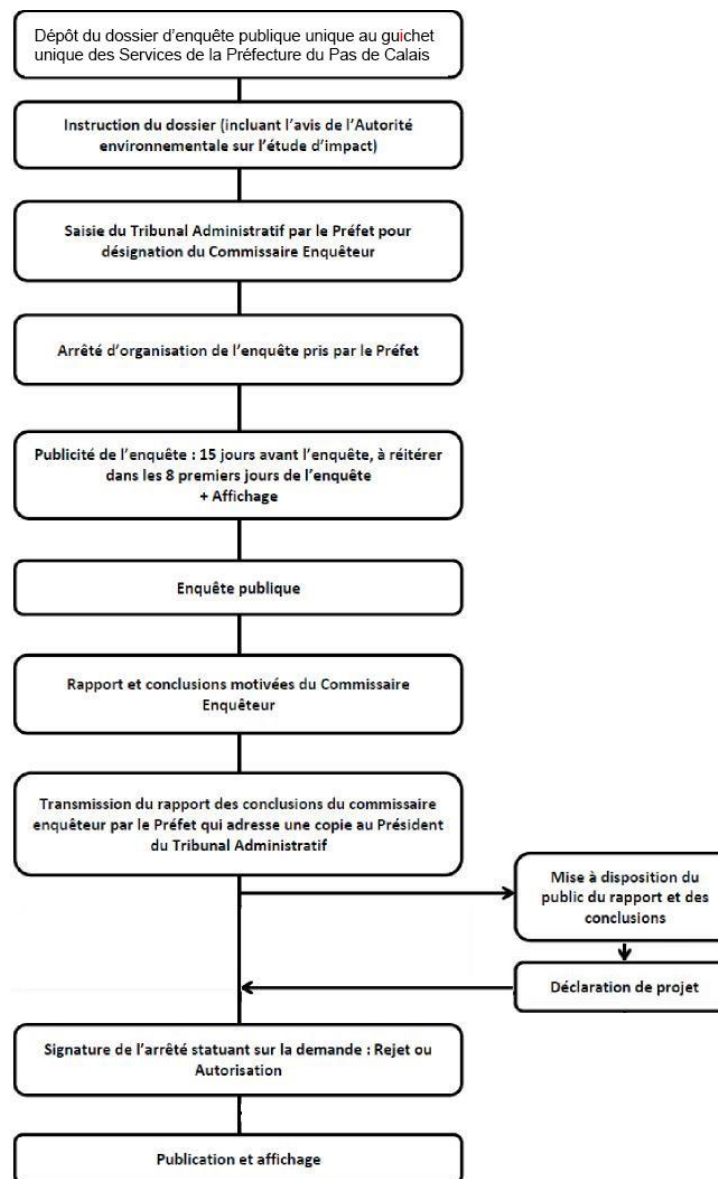 Dépôt du dossier d'enquête publique unique au guichet
unique des Services de la Préfecture du Pas de Calais
Instruction du dossier (incluant l'avis de l'Autorité
environnementale sur l'étude d'impact)
Saisie du Tribunal Administratif par le Préfet pour
désignation du Commissaire Enquêteur
Arrêté d'organisation de l'enquête pris par le Préfet
Publicité de l'enquête : 15 jours avant l'enquête, à réitérer
dans les 8 premiers jours de l'enquête
+ Affichage
Enquête publique
Rapport et conclusions motivées du Commissaire
Enquêteur
Transmission du rapport des conclusions du commissaire
enquêteur par le Préfet qui adresse une copie au Président
du Tribunal Administratif
Mise à disposition du
public du rapport et des
conclusions
Déclaration de projet
Signature de l'arrêté statuant sur la demande : Rejet ou
Autorisation
Publication et affichage